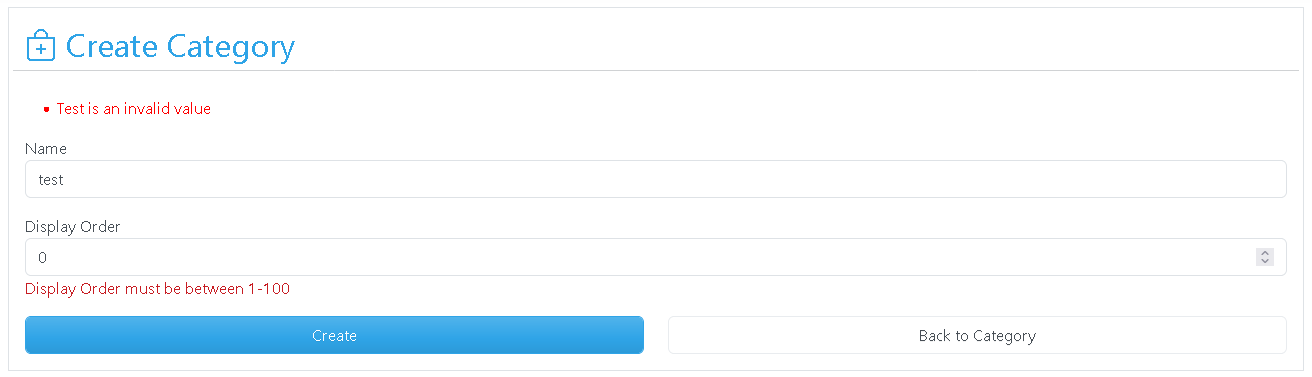 Create Category
Test is an invalid value
Name
test
Display Order
0
Display Order must be between 1-100
Create
Back to Category